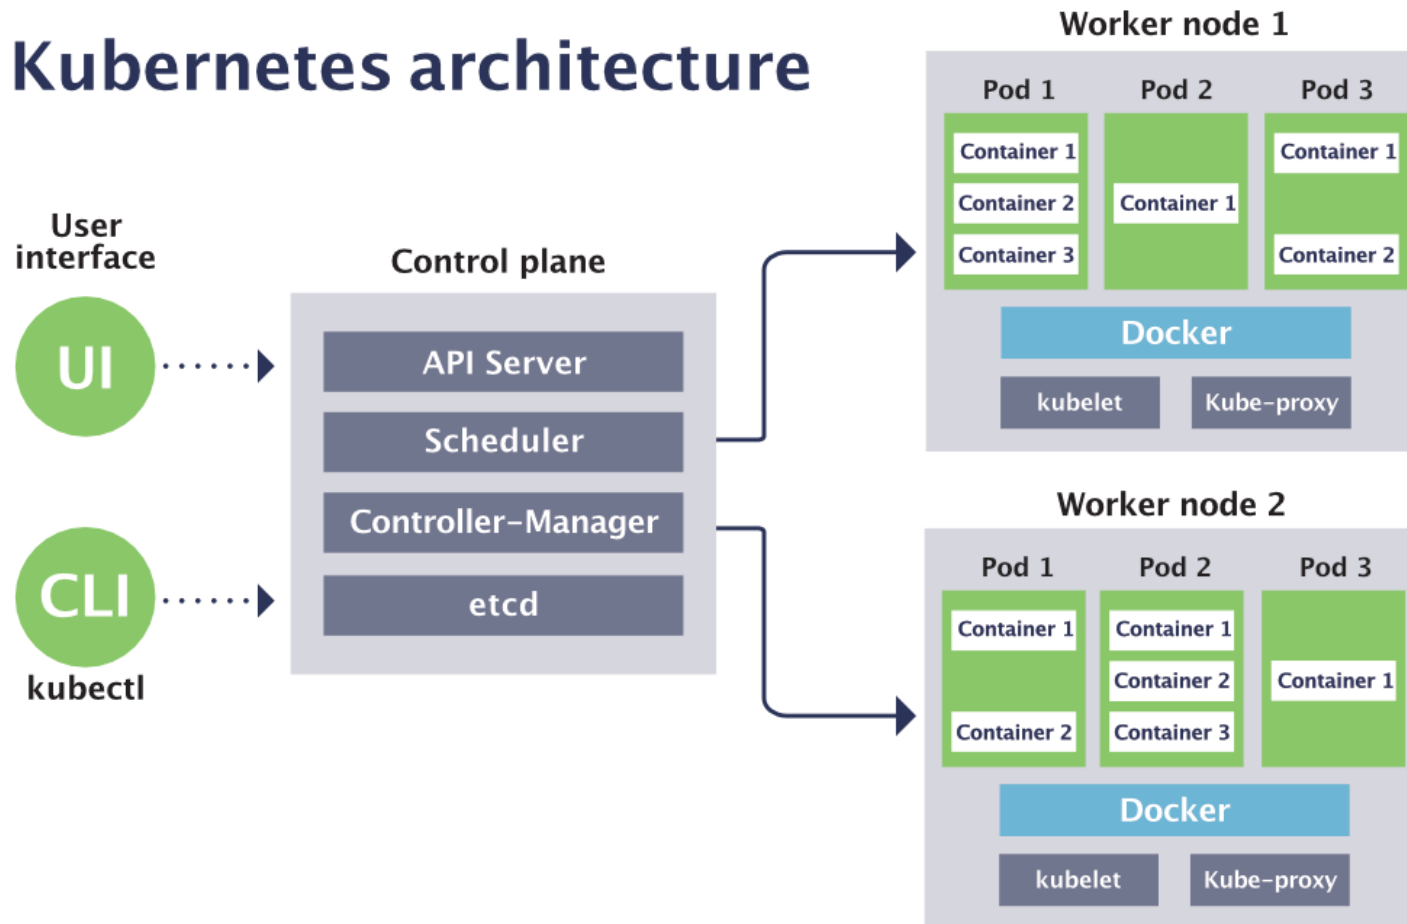 Kubernetes architecture
User
interface
UI
CLI
kubectl
Control plane
API Server
Scheduler
Controller-Manager
etcd
Worker node 1
Pod 1
Container 1
Container 2
Container 3
Pod 2
Container 1
Pod 3
Container 1
Container 2
Docker
kubelet
Kube-proxy
Worker node 2
Pod 1
Container 1
Container 2
Pod 2
Container 1
Container 2
Container 3
Pod 3
Container 1
Docker
kubelet
Kube-proxy